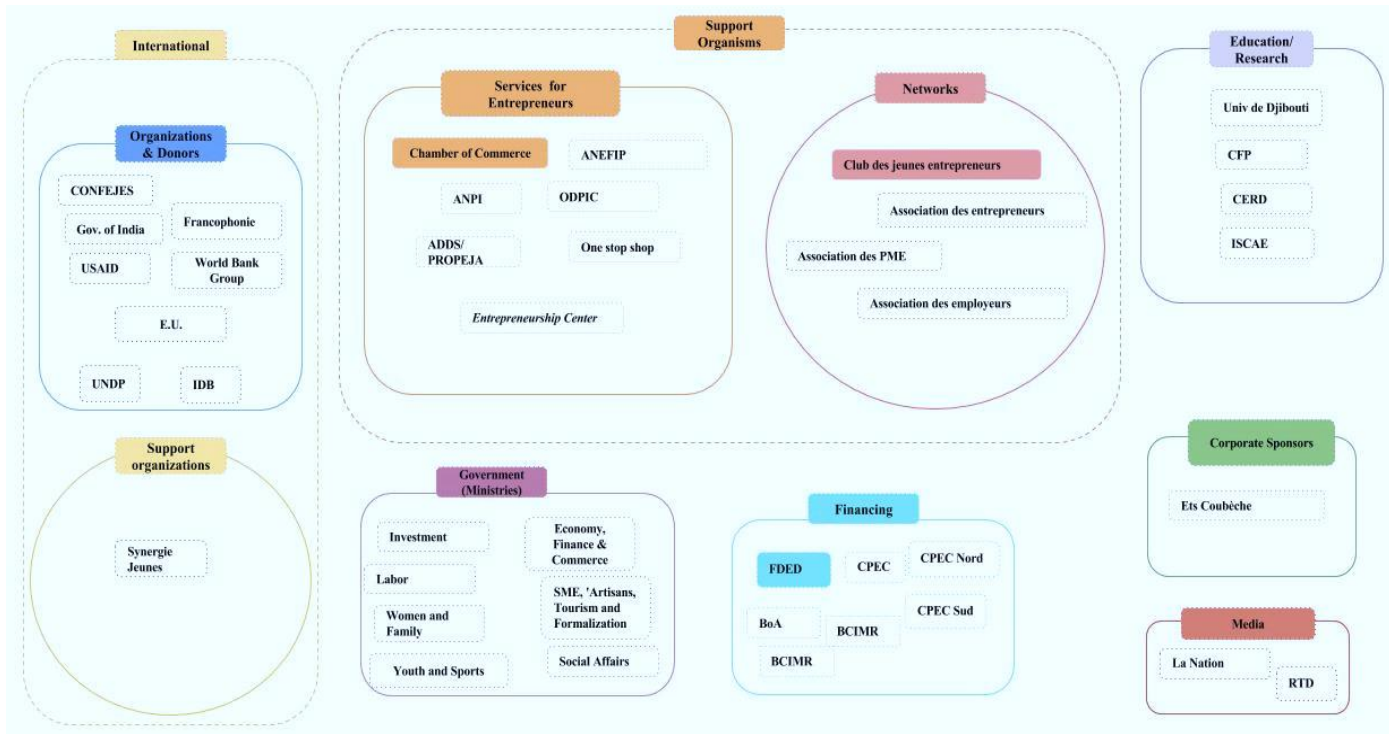 International
Organizations
& Donors
CONFEJES
Gov. of India
Francophonie
USAID
World Bank
Group
E.U.
UNDP
IDB
Support
organizations
Synergie
Jeunes
Support
Organisms
Services for
Entrepreneurs
Chamber of Commerce
ANEFIP
ANPI
ODPIC
ADDS/
PROPEJA
One stop shop
Entrepreneurship Center
Networks
Club des jeunes entrepreneurs
Association des entrepreneurs
Association des PME
Association des employeurs
Education/
Research
Univ de Djibouti
CFP
CERD
ISCAE
Government
(Ministries)
Investment
Economy,
Finance &
Commerce
Labor
SME, 'Artisans,
Tourism and
Formalization
Women and
Family
Youth and Sports
Social Affairs
Financing
FDED
CPEC
CPEC Nord
CPEC Sud
BoA
BCIMR
BCIMR
Corporate Sponsors
Ets Coubèche
Media
La Nation
RTD